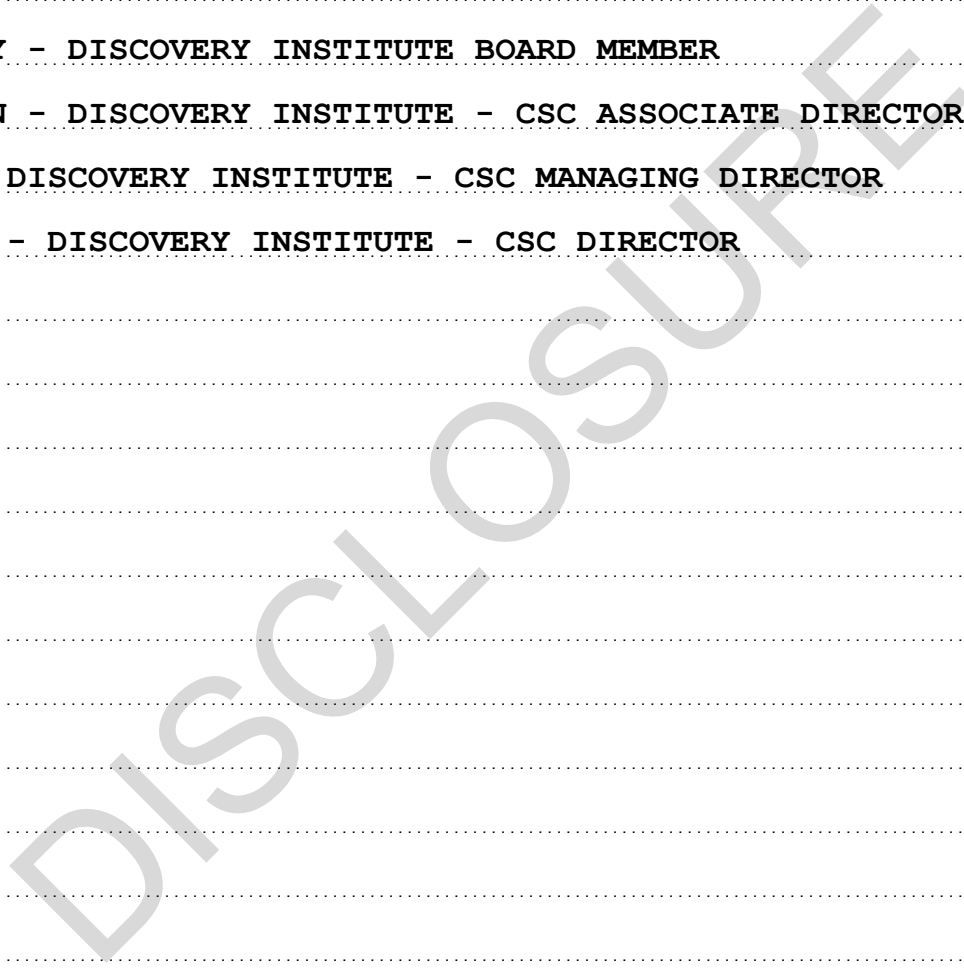 Y - DISCOVERY INSTITUTE BOARD MEMBER
N - DISCOVERY INSTITUTE - CSC ASSOCIATE DIRECTOR
DISCOVERY INSTITUTE - CSC MANAGING DIRECTOR
- DISCOVERY INSTITUTE - CSC DIRECTOR
DISCLOSURE